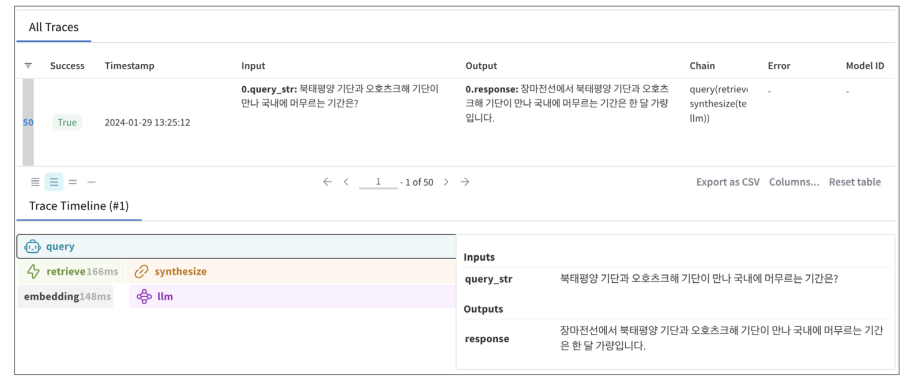 All Traces
Success Timestamp Input Output Chain Error Model ID
50 True 2024-01-29 13:25:12
0.query_str: 북태평양 기단과 오호츠크해 기단이
만나 국내에 머무르는 기간은?
0.response: 장마전선에서 북태평양 기단과 오호츠
크해 기단이 만나 국내에 머무르는 기간은 한 달 가량
입니다.
query(retrieve
synthesize(te
llm))
- -
1 - 1 of 50
Export as CSV Columns... Reset table
Trace Timeline (#1)
query
retrieve166ms synthesize
embedding148ms llm
Inputs
query_str 북태평양 기단과 오호츠크해 기단이 만나 국내에 머무르는 기간은?
Outputs
response 장마전선에서 북태평양 기단과 오호츠크해 기단이 만나 국내에 머무르는 기간
은 한 달 가량입니다.